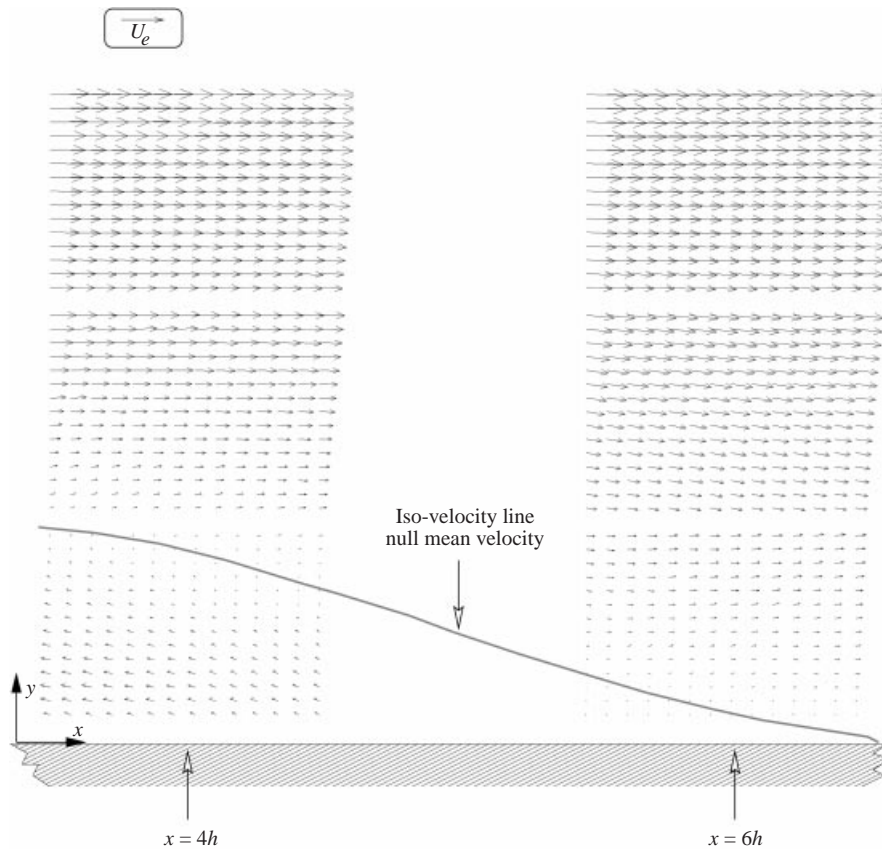 U_e
Iso-velocity line
null mean velocity
y
x
x = 4h
x = 6h